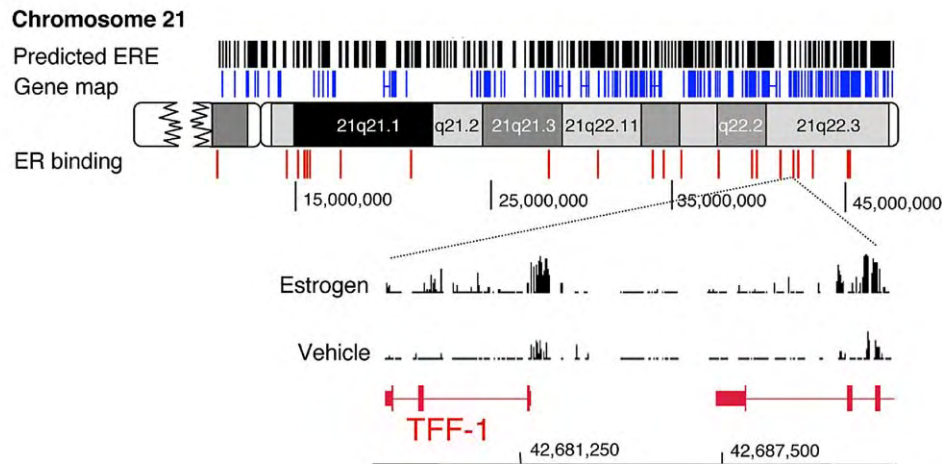 Chromosome 21
Predicted ERE
Gene map
21q21.1 q21.2 21q21.3 21q22.11 q22.2 21q22.3
ER binding
15,000,000 25,000,000 35,000,000 45,000,000
Estrogen
Vehicle
TFF-1
42,681,250 42,687,500